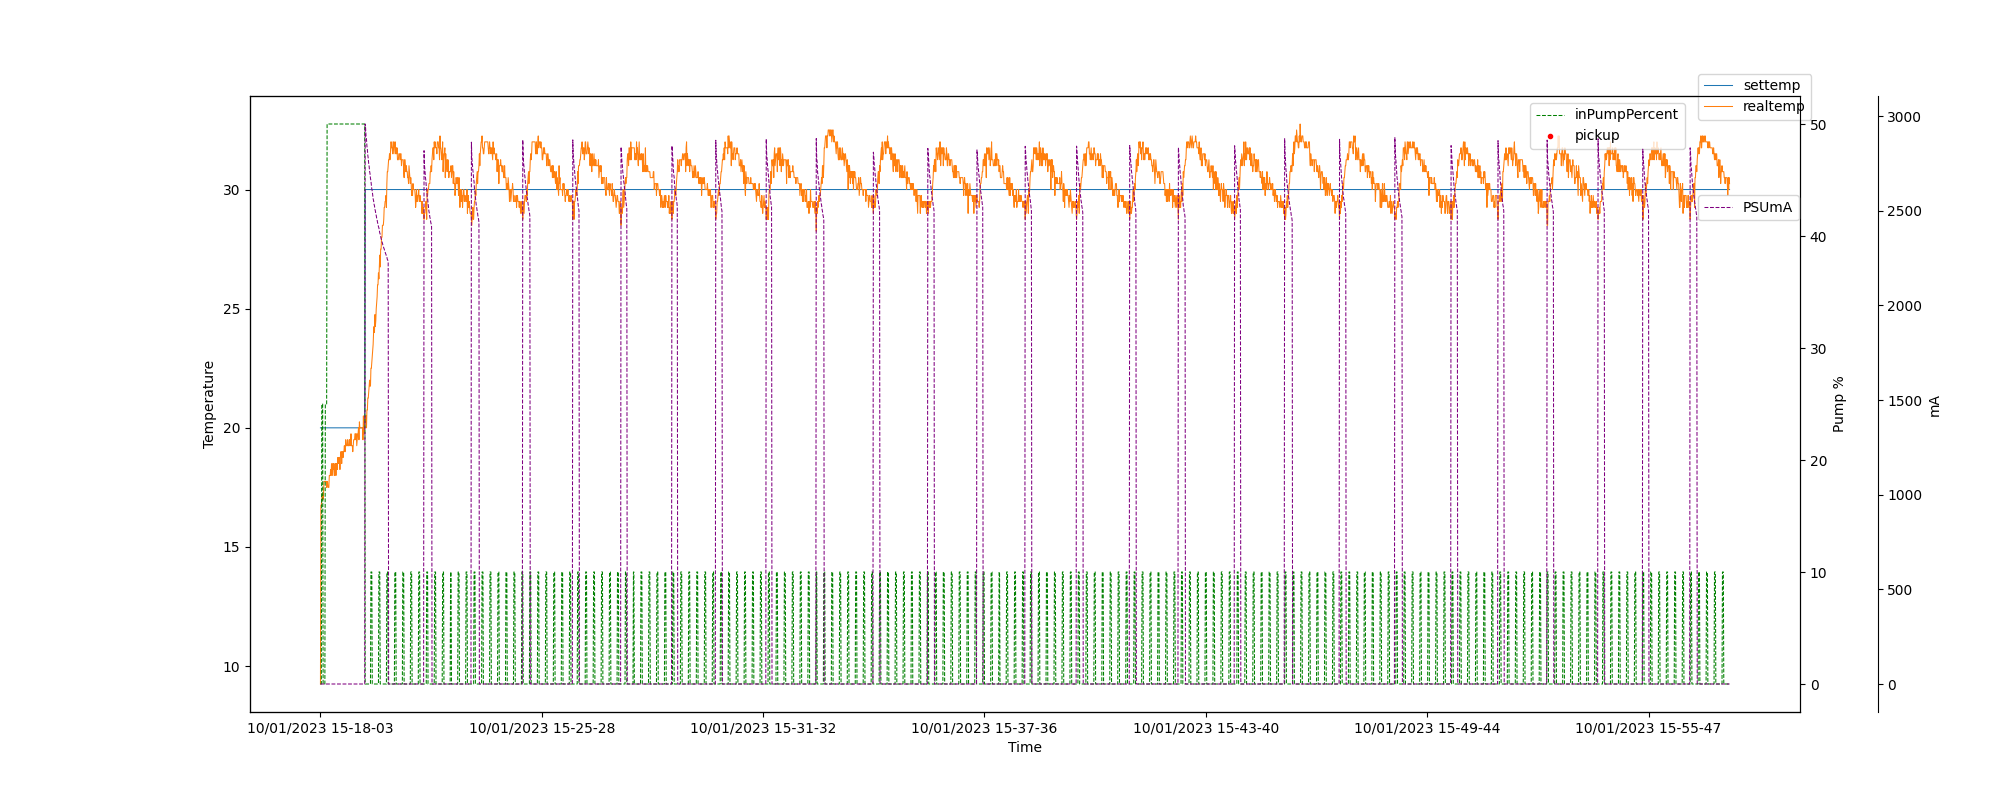 settemp
realtemp
inPumpPercent
pickup
PSUmA
30
25
20
15
10
Temperature
50
40
30
20
10
0
Pump %
3000
2500
2000
1500
1000
500
0
mA
10/01/2023 15-18-03
10/01/2023 15-25-28
10/01/2023 15-31-32
10/01/2023 15-37-36
10/01/2023 15-43-40
10/01/2023 15-49-44
10/01/2023 15-55-47
Time